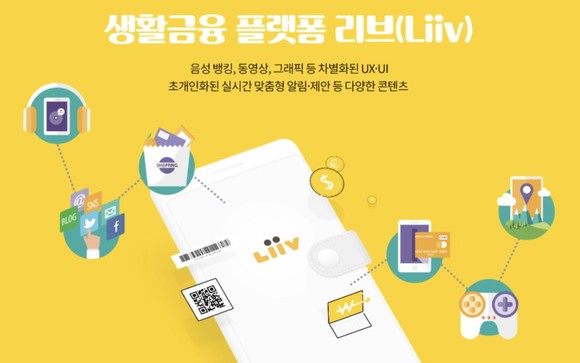 생활금융 플랫폼 리브(Liiv)
음성 뱅킹, 동영상, 그래픽 등 차별화된 UX·UI
초개인화된 실시간 맞춤형 알림·제안 등 다양한 콘텐츠
SHOPPING
@
SNS
BLOG
f
$
Liiv
₩